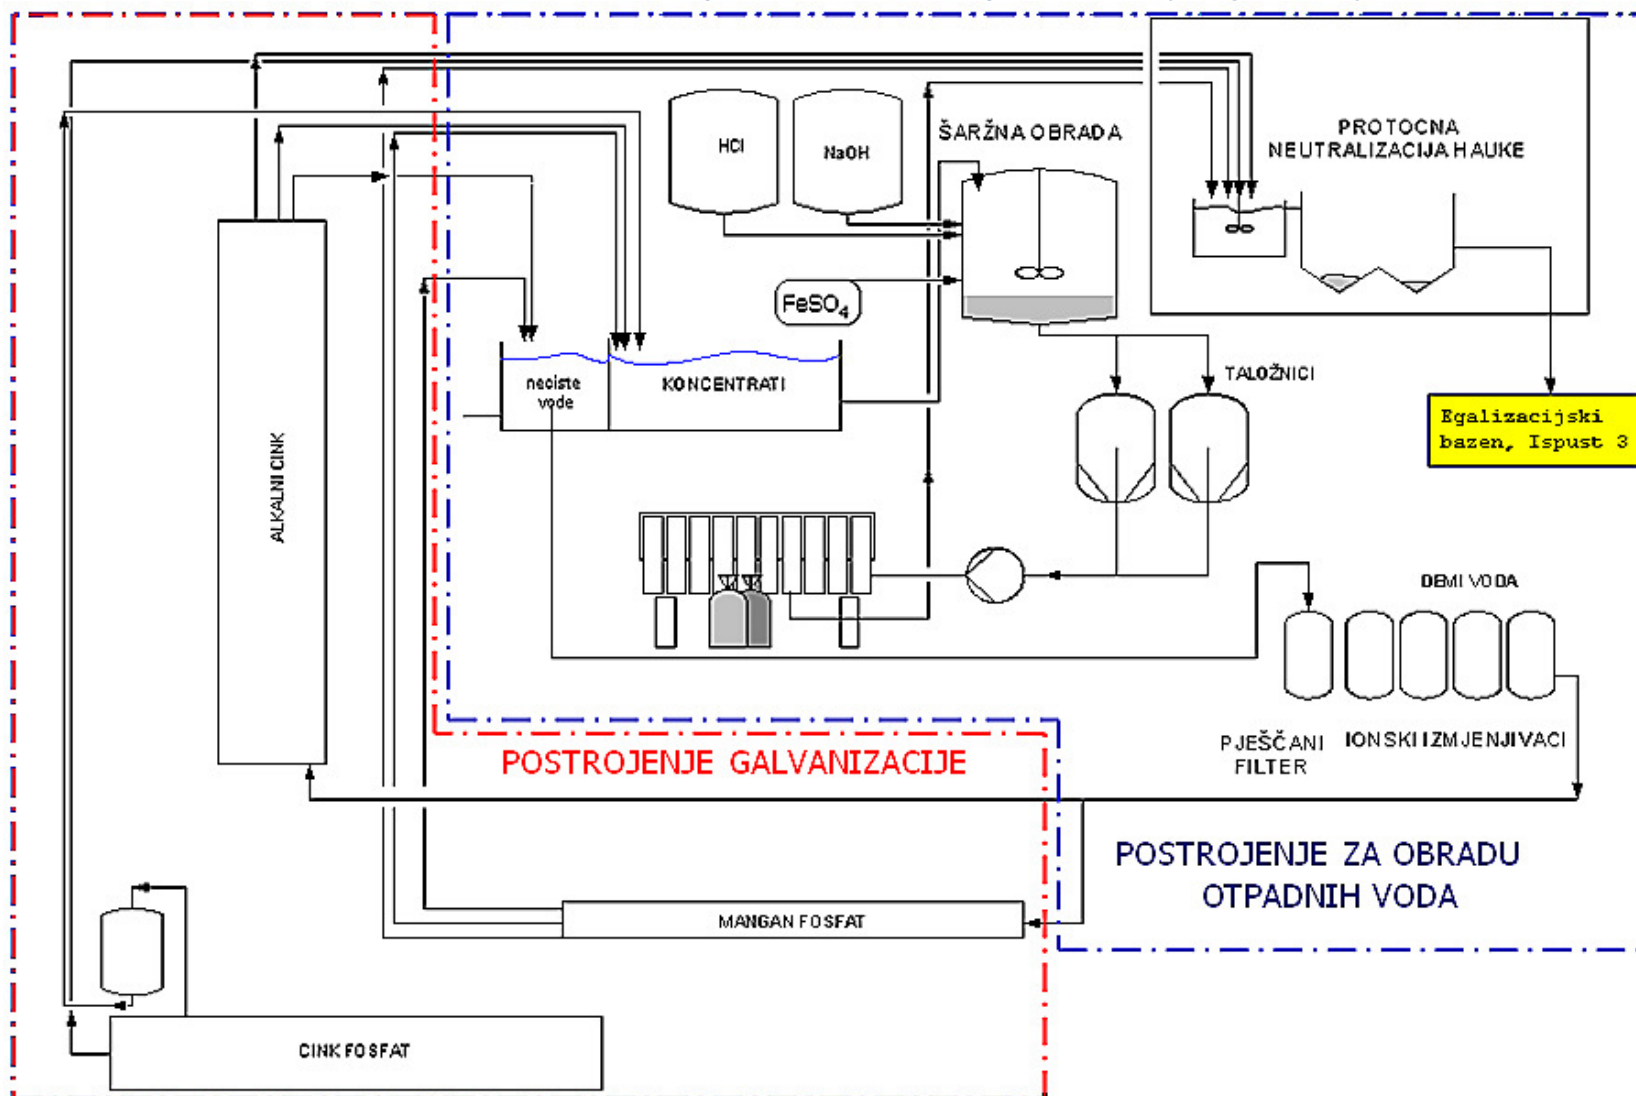 HCl
NaOH
ŠARŽNA OBRADA
PROTOCNA
NEUTRALIZACIJA HAUKE
FeSO4
neciste
vode
KONCENTRATI
TALOŽNICI
Egalizacijski
bazen, Ispust 3
ALKALNI CINK
DEMI VODA
PJEŠČANI
FILTER
IONSKI IZMJENJIVACI
POSTROJENJE GALVANIZACIJE
POSTROJENJE ZA OBRADU
OTPADNIH VODA
MANGAN FOSFAT
CINK FOSFAT